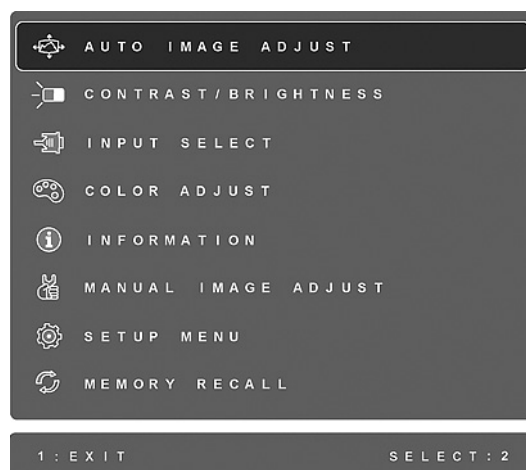 AUTO IMAGE ADJUST
CONTRAST/BRIGHTNESS
INPUT SELECT
COLOR ADJUST
INFORMATION
MANUAL IMAGE ADJUST
SETUP MENU
MEMORY RECALL
1:EXIT SELECT:2